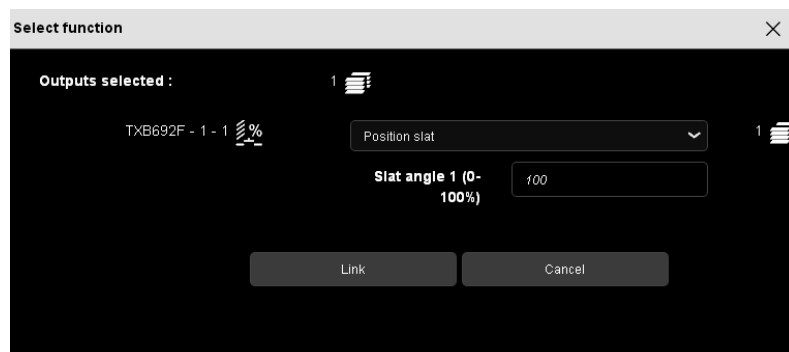 Select function
Outputs selected : 1
TXB692F - 1 - 1 % Position slat 1
Slat angle 1 (0-
100%) 100
Link Cancel